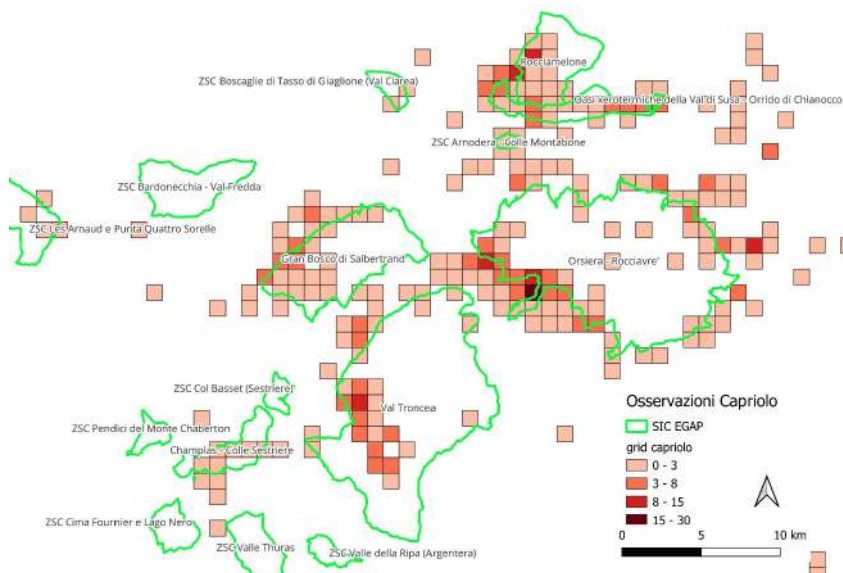 Rocciamelone
ZSC Boscaglie di Tasso di Giaglione (Val Clarea)
Oasi xerotermiche della Val di Susa - Orrido di Chianocco
ZSC Arnodera - Colle Montabone
ZSC Bardonecchia - Val Fredda
ZSC Les Arnaud e Punta Quattro Sorelle
Gran Bosco di Salbertrand
Orsiera - Rocciavre'
ZSC Col Basset (Sestriere)
Val Troncea
ZSC Pendici del Monte Chaberton
Champlas - Colle Sestriere
ZSC Cima Fournier e Lago Nero
ZSC Valle Thuras
ZSC Valle della Ripa (Argentera)
Osservazioni Capriolo
SIC EGAP
grid capriolo
0 - 3
3 - 8
8 - 15
15 - 30
0 5 10 km